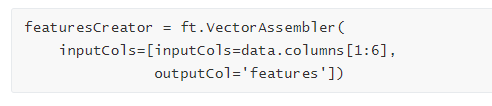 featuresCreator = ft.VectorAssembler(
    inputCols=[inputCols=data.columns[1:6],
              outputCol='features'])